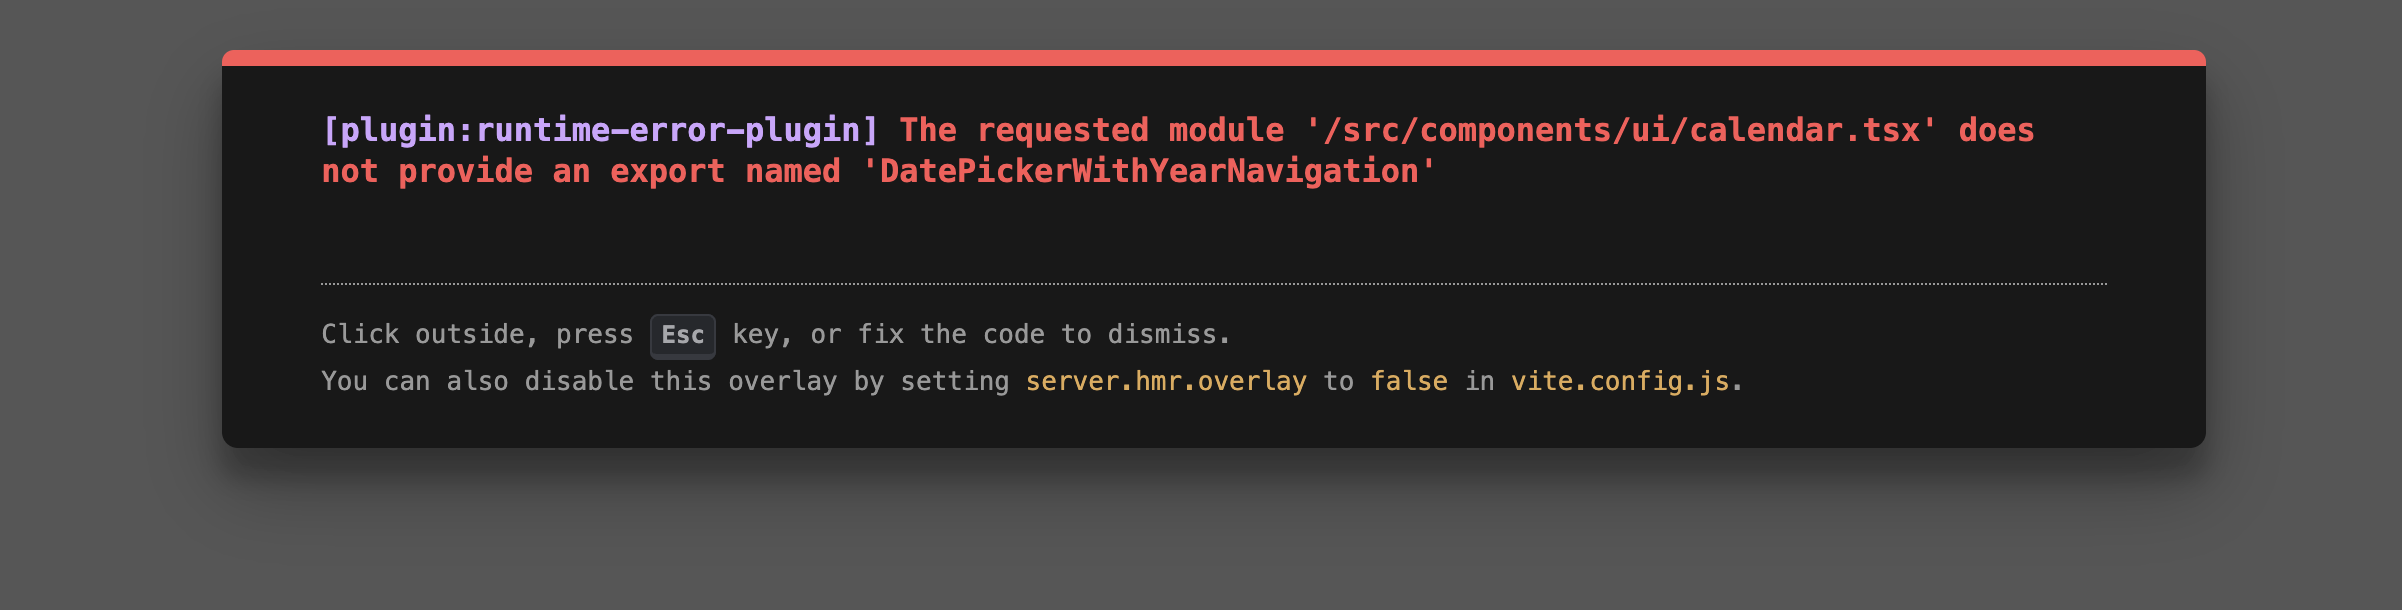 [plugin:runtime-error-plugin] The requested module '/src/components/ui/calendar.tsx' does
not provide an export named 'DatePickerWithYearNavigation'
Click outside, press Esc key, or fix the code to dismiss.
You can also disable this overlay by setting server.hmr.overlay to false in vite.config.js.